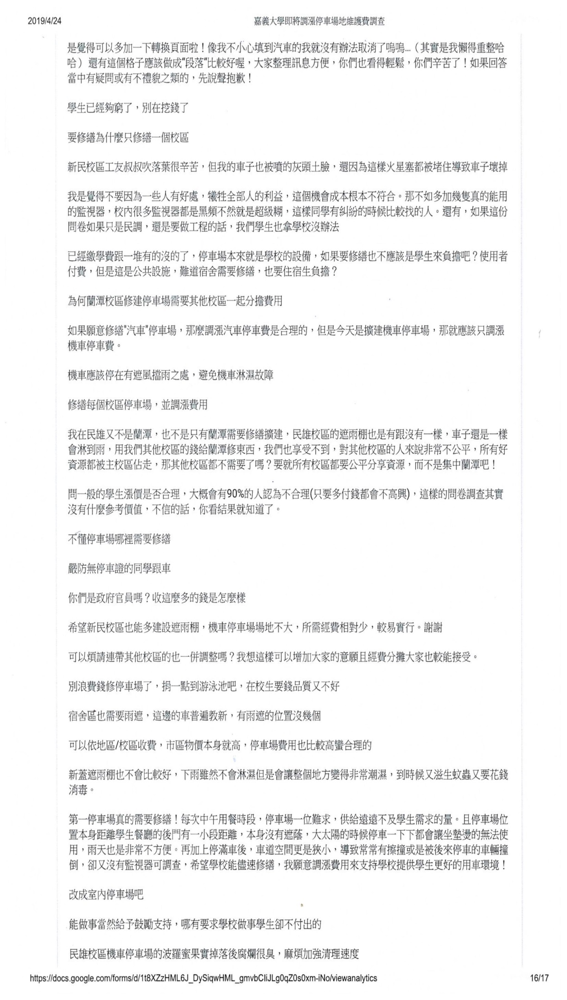 2019/4/24
嘉義大學即將調漲停車場地維護費調查
是覺得可以多加一下轉換頁面啦！像我不小心填到汽車的我就沒有辦法取消了嗚嗚...（其實是我懶得重整哈
哈） 還有這個格子應該做成“段落“比較好喔，大家整理訊息方便，你們也看得輕鬆，你們辛苦了！如果回答
當中有疑問或有不禮貌之類的，先說聲抱歉！
學生已經夠窮了，別在挖錢了
要修繕為什麼只修繕一個校區
新民校區工友叔叔吹落葉很辛苦，但我的車子也被噴的灰頭土臉，還因為這樣火星塞都被堵住導致車子壞掉
我是覺得不要因為一些人有好處，犧牲全部人的利益，這個機會成本根本不符合。那不如多加幾隻真的能用
的監視器，校內很多監視器都是黑頻不然就是超級糊，這樣同學有糾紛的時候比較找的人。還有，如果這份
問卷如果只是民調，還是要做工程的話，我們學生也拿學校沒辦法
已經繳學費跟一堆有的沒的了，停車場本來就是學校的設備，如果要修繕也不應該是學生來負擔吧？使用者
付費，但是這是公共設施，難道宿舍需要修繕，也要住宿生負擔？
為何蘭潭校區修建停車場需要其他校區一起分擔費用
如果願意修繕"汽車"停車場，那麼調漲汽車停車費是合理的，但是今天是擴建機車停車場，那就應該只調漲
機車停車費。
機車應該停在有遮風擋雨之處，避免機車淋濕故障
修繕每個校區停車場，並調漲費用
我在民雄又不是蘭潭，也不是只有蘭潭需要修繕擴建，民雄校區的遮雨棚也是有跟沒有一樣，車子還是一樣
會淋到雨，用我們其他校區的錢給蘭潭修東西，我們也享受不到，對其他校區的人來說非常不公平，所有好
資源都被主校區佔走，那其他校區都不需要了嗎？要就所有校區都要公平分享資源，而不是集中蘭潭吧！
問一般的學生漲價是否合理，大概會有90%的人認為不合理(只要多付錢都會不高興)，這樣的問卷調查其實
沒有什麼參考價值，不信的話，你看結果就知道了。
不懂停車場哪裡需要修繕
嚴防無停車證的同學跟車
你們是政府官員嗎？收這麼多的錢是怎麼樣
希望新民校區也能多建設遮雨棚，機車停車場場地不大，所需經費相對少，較易實行。謝謝
可以煩請連帶其他校區的也一併調整嗎？我想這樣可以增加大家的意願且經費分攤大家也較能接受。
別浪費錢修停車場了，捐一點到游泳池吧，在校生要錢品質又不好
宿舍區也需要雨遮，這邊的車普遍教新，有雨遮的位置沒幾個
可以依地區/校區收費，市區物價本身就高，停車場費用也比較高蠻合理的
新蓋遮雨棚也不會比較好，下雨雖然不會淋濕但是會讓整個地方變得非常潮濕，到時候又滋生蚊蟲又要花錢
消毒。
第一停車場真的需要修繕！每次中午用餐時段，停車場一位難求，供給遠遠不及學生需求的量。且停車場位
置本身距離學生餐廳的後門有一小段距離，本身沒有遮蔭，大太陽的時候停車一下下都會讓坐墊燙的無法使
用，雨天也是非常不方便。再加上停滿車後，車道空間更是狹小，導致常常有擦撞或是被後來停車的車輛撞
倒，卻又沒有監視器可調查，希望學校能儘速修繕，我願意調漲費用來支持學校提供學生更好的用車環境！
改成室內停車場吧
能做事當然給予鼓勵支持，哪有要求學校做事學生卻不付出的
民雄校區機車停車場的波羅蜜果實掉落後腐爛很臭，麻煩加強清理速度
https://docs.google.com/forms/d/1t8XZzHML6J_DySiqwHML_gmvbCIiJLg0qZ0s0xm-iNo/viewanalytics
16/17